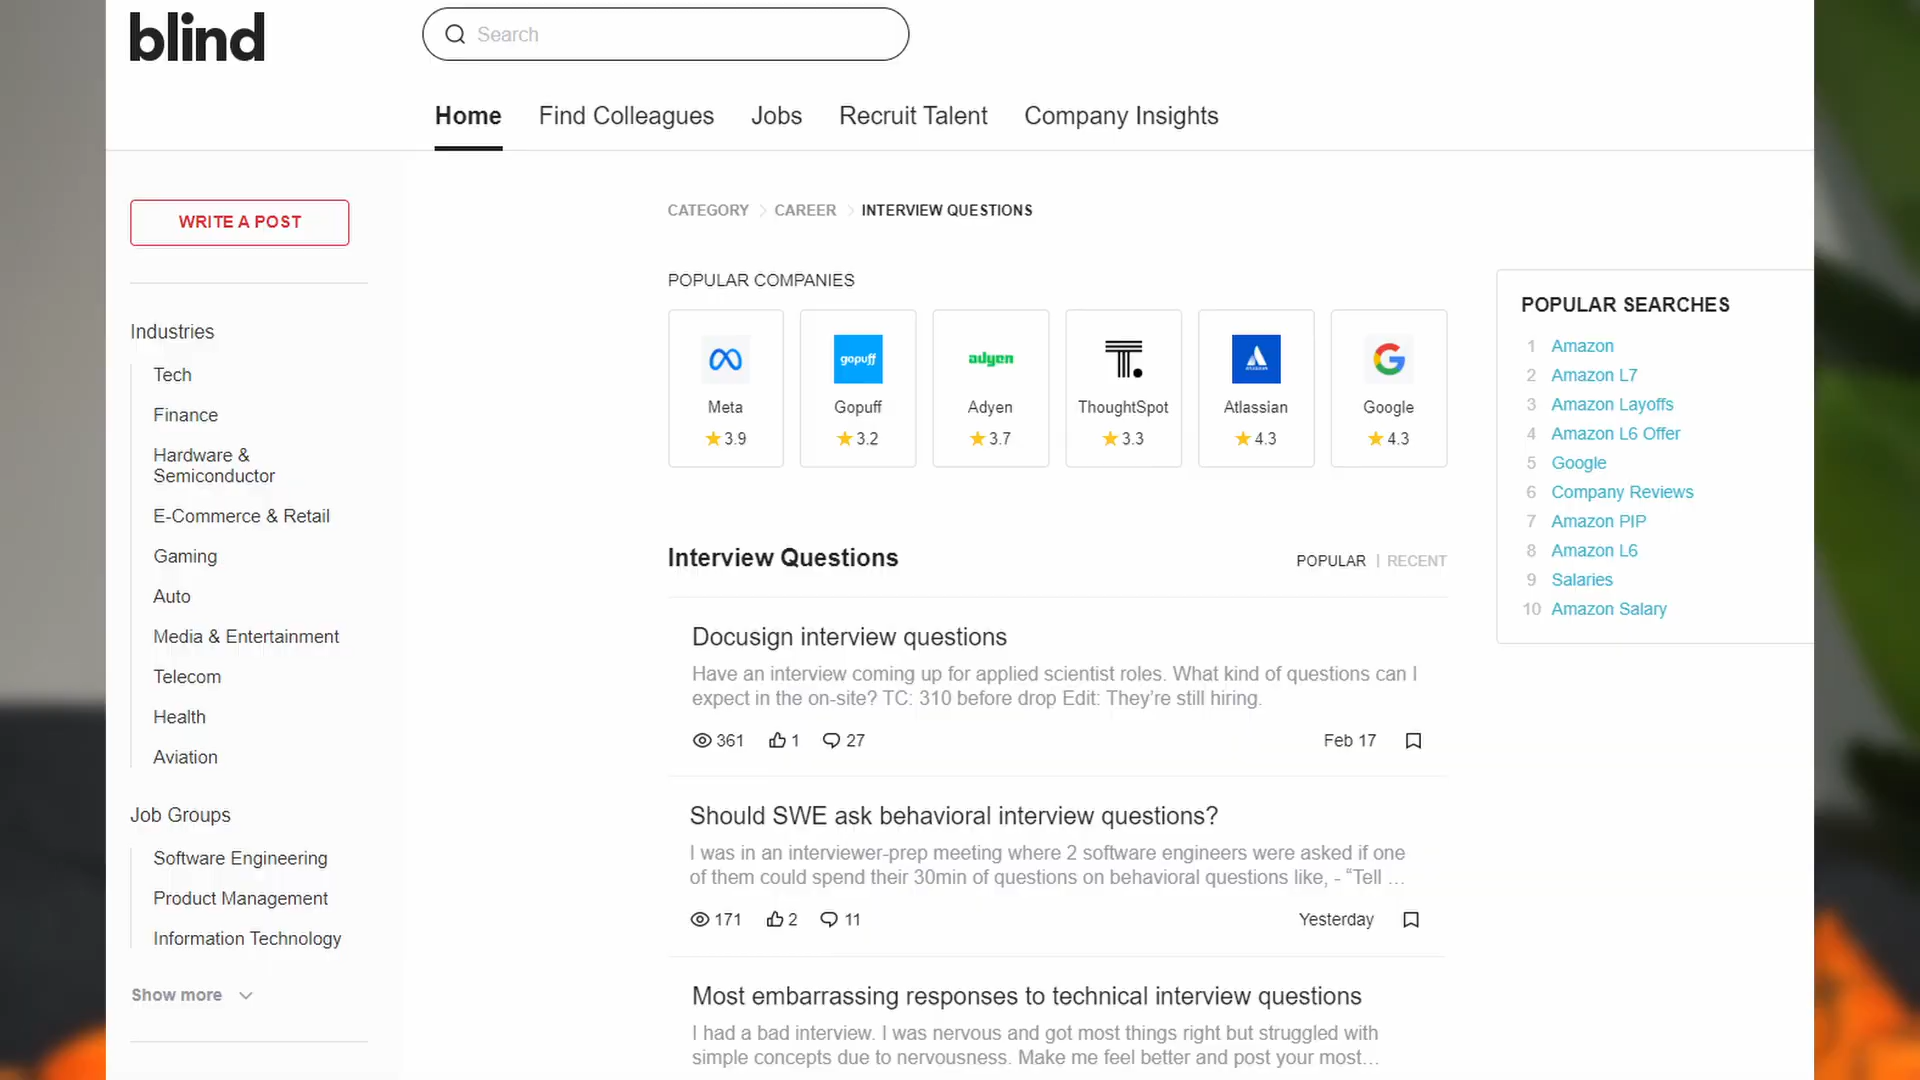 blind
Search
Home Find Colleagues Jobs Recruit Talent Company Insights
WRITE A POST
Industries
Tech
Finance
Hardware &
Semiconductor
E-Commerce & Retail
Gaming
Auto
Media & Entertainment
Telecom
Health
Aviation
Job Groups
Software Engineering
Product Management
Information Technology
Show more
CATEGORY CAREER INTERVIEW QUESTIONS
POPULAR COMPANIES
Meta
3.9
gopuff
Gopuff
3.2
adyen
Adyen
3.7
T.
ThoughtSpot
3.3
Atlassian
4.3
Google
4.3
Interview Questions
POPULAR | RECENT
Docusign interview questions
Have an interview coming up for applied scientist roles. What kind of questions can I
expect in the on-site? TC: 310 before drop Edit: They’re still hiring.
361 1 27 Feb 17
Should SWE ask behavioral interview questions?
I was in an interviewer-prep meeting where 2 software engineers were asked if one
of them could spend their 30min of questions on behavioral questions like, - “Tell ...
171 2 11 Yesterday
Most embarrassing responses to technical interview questions
I had a bad interview. I was nervous and got most things right but struggled with
simple concepts due to nervousness. Make me feel better and post your most...
POPULAR SEARCHES
1 Amazon
2 Amazon L7
3 Amazon Layoffs
4 Amazon L6 Offer
5 Google
6 Company Reviews
7 Amazon PIP
8 Amazon L6
9 Salaries
10 Amazon Salary